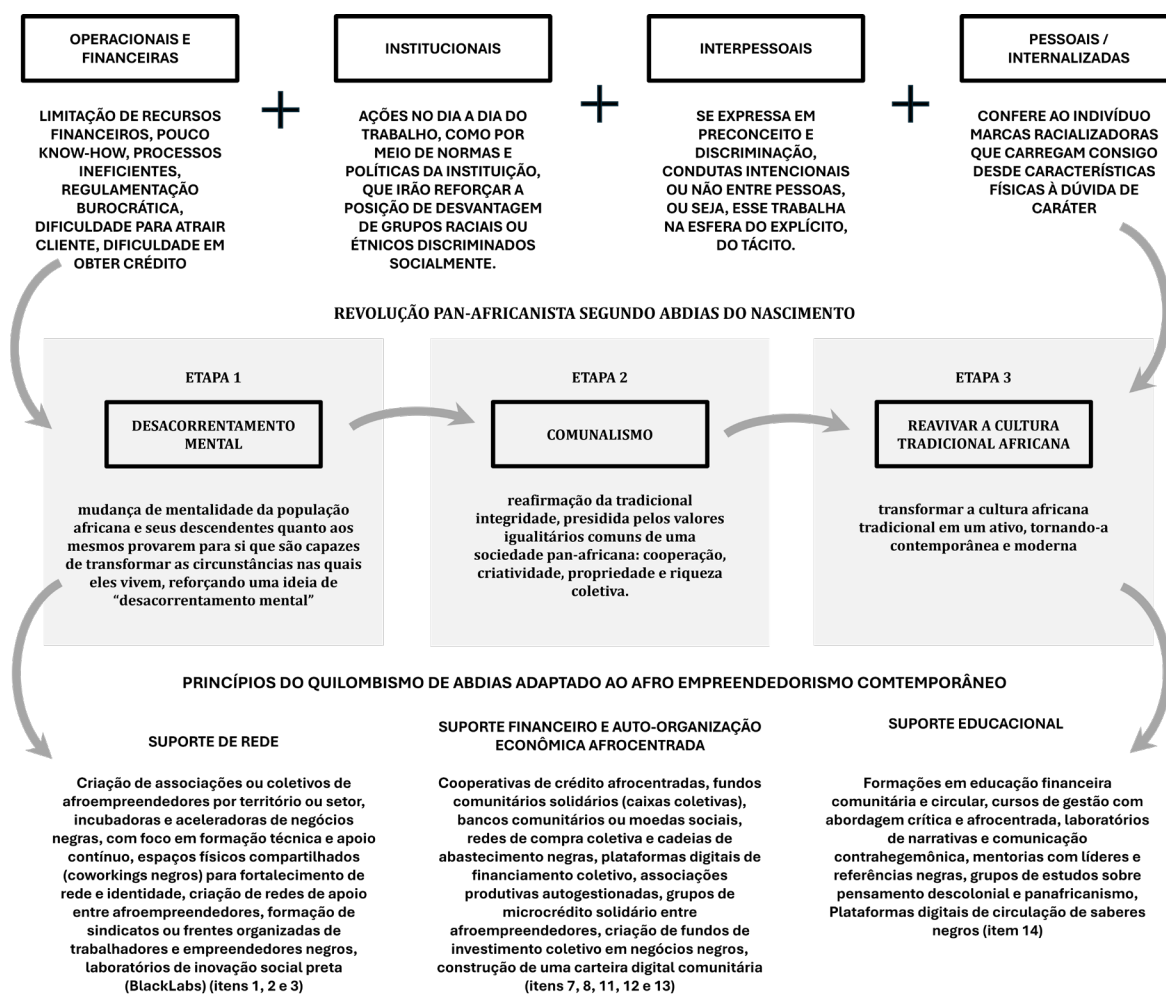 OPERACIONAIS E
FINANCEIRAS
INSTITUCIONAIS
INTERPESSOAIS
PESSOAIS /
INTERNALIZADAS
LIMITAÇÃO DE RECURSOS
FINANCEIROS, POUCO
KNOW-HOW, PROCESSOS
INEFICIENTES,
REGULAMENTAÇÃO
BUROCRÁTICA,
DIFICULDADE PARA ATRAIR
CLIENTE, DIFICULDADE EM
OBTER CRÉDITO
+
AÇÕES NO DIA A DIA DO
TRABALHO, COMO POR
MEIO DE NORMAS E
POLÍTICAS DA INSTITUIÇÃO,
QUE IRÃO REFORÇAR A
POSIÇÃO DE DESVANTAGEM
DE GRUPOS RACIAIS OU
ÉTNICOS DISCRIMINADOS
SOCIALMENTE.
+
SE EXPRESSA EM
PRECONCEITO E
DISCRIMINAÇÃO,
CONDUTAS INTENCIONAIS
OU NÃO ENTRE PESSOAS,
OU SEJA, ESSE TRABALHA
NA ESFERA DO EXPLÍCITO,
DO TÁCITO.
+
CONFERE AO INDIVÍDUO
MARCAS RACIALIZADORAS
QUE CARREGAM CONSIGO
DESDE CARACTERÍSTICAS
FÍSICAS À DÚVIDA DE
CARÁTER
REVOLUÇÃO PAN-AFRICANISTA SEGUNDO ABDIAS DO NASCIMENTO
ETAPA 1
DESACORRENTAMENTO
MENTAL
mudança de mentalidade da população
africana e seus descendentes quanto aos
mesmos provarem para si que são capazes
de transformar as circunstâncias nas quais
eles vivem, reforçando uma ideia de
“desacorrentamento mental”
ETAPA 2
COMUNALISMO
reafirmação da tradicional
integridade, presidida pelos valores
igualitários comuns de uma
sociedade pan-africana: cooperação,
criatividade, propriedade e riqueza
coletiva.
ETAPA 3
REAVIVAR A CULTURA
TRADICIONAL AFRICANA
transformar a cultura africana
tradicional em um ativo, tornando-a
contemporânea e moderna
PRINCÍPIOS DO QUILOMBISMO DE ABDIAS ADAPTADO AO AFRO EMPREENDEDORISMO COMTEMPORÂNEO
SUPORTE DE REDE
Criação de associações ou coletivos de
afroempreendedores por território ou setor,
incubadoras e aceleradoras de negócios
negras, com foco em formação técnica e apoio
contínuo, espaços físicos compartilhados
(coworkings negros) para fortalecimento de
rede e identidade, criação de redes de apoio
entre afroempreendedores, formação de
sindicatos ou frentes organizadas de
trabalhadores e empreendedores negros,
laboratórios de inovação social preta
(BlackLabs) (itens 1, 2 e 3)
SUPORTE FINANCEIRO E AUTO-ORGANIZAÇÃO
ECONÔMICA AFROCENTRADA
Cooperativas de crédito afrocentradas, fundos
comunitários solidários (caixas coletivas),
bancos comunitários ou moedas sociais,
redes de compra coletiva e cadeias de
abastecimento negras, plataformas digitais de
financiamento coletivo, associações
produtivas autogestionadas, grupos de
microcrédito solidário entre
afroempreendedores, criação de fundos de
investimento coletivo em negócios negros,
construção de uma carteira digital comunitária
(itens 7, 8, 11, 12 e 13)
SUPORTE EDUCACIONAL
Formações em educação financeira
comunitária e circular, cursos de gestão com
abordagem crítica e afrocentrada, laboratórios
de narrativas e comunicação
contrahegemônica, mentorias com líderes e
referências negras, grupos de estudos sobre
pensamento descolonial e panafricanismo,
Plataformas digitais de circulação de saberes
negros (item 14)